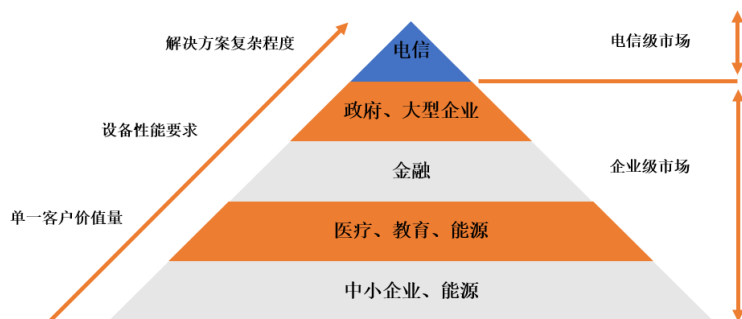 解决方案复杂程度
电信
电信级市场
政府、大型企业
设备性能要求
金融
企业级市场
单一客户价值量
医疗、教育、能源
中小企业、能源